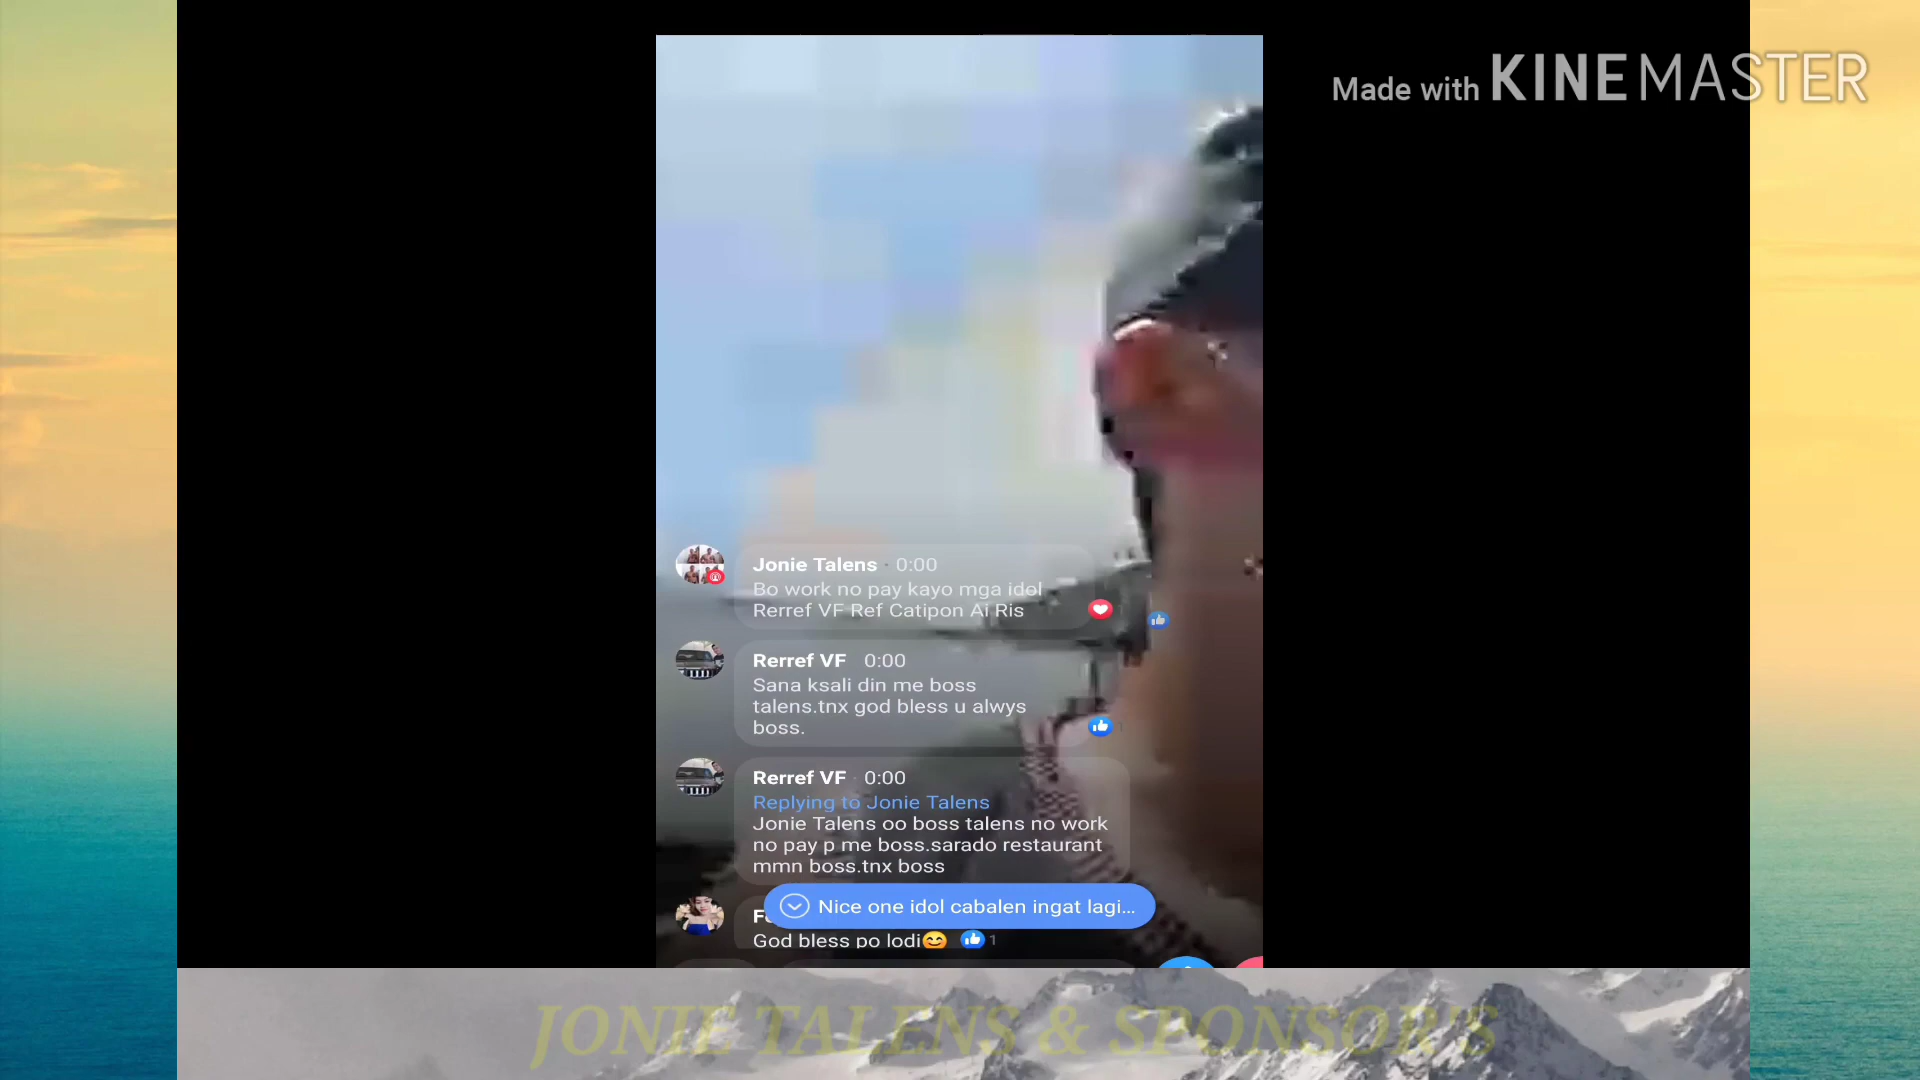 Made with KINEMASTER
Jonie Talens · 0:00
Bo work no pay kayo mga idol
Rerref VF Ref Catipon Ai Ris
Rerref VF 0:00
Sana ksali din me boss
talens.tnx god bless u alwys
boss.
Rerref VF · 0:00
Replying to Jonie Talens
Jonie Talens oo boss talens no work
no pay p me boss.sarado restaurant
mmn boss.tnx boss
Nice one idol cabalen ingat lagi...
God bless po lodi😊 1
JONIE TALENS & SPONSOR'S